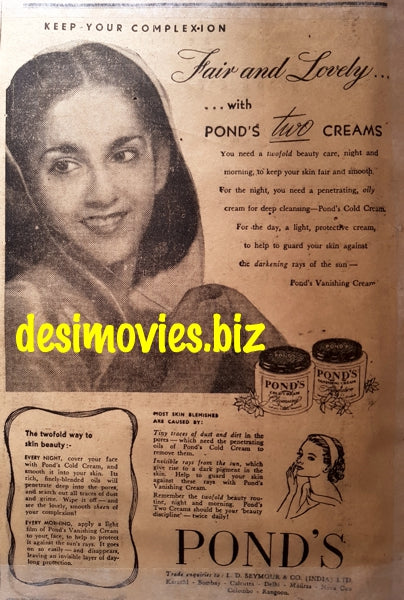 KEEP YOUR COMPLEXION
Fair and Lovely...
...with
POND'S two CREAMS
You need a twofold beauty care, night and
morning, to keep your skin fair and smooth.
For the night, you need a penetrating, oily
cream for deep cleansing—Pond's Cold Cream.
For the day, a light, protective cream,
to help to guard your skin against
the darkening rays of the sun—
Pond's Vanishing Cream
desimovies.biz
POND'S
COLD CREAM
POND'S
VANISHING CREAM
The twofold way to
skin beauty:-
EVERY NIGHT, cover your face
with Pond's Cold Cream, and
smooth it into your skin. Its
rich, finely-blended oils will
penetrate deep into the pores,
and search out all traces of dust
and grime. Wipe it off — and
see the lovely, smooth sheen of
your complexion!
EVERY MORNING, apply a light
film of Pond's Vanishing Cream
to your face, to help to protect
it against the sun's rays. It goes
on so easily — and disappears,
leaving an invisible layer of day-
long protection.
MOST SKIN BLEMISHES
ARE CAUSED BY:
Tiny traces of dust and dirt in the
pores — which need the penetrating
oils of Pond's Cold Cream to
remove them.
Invisible rays from the sun, which
give rise to a dark pigment in the
skin. Help to guard your skin
against these rays with Pond's
Vanishing Cream.
Remember the twofold beauty rou-
tine, night and morning. Pond's
Two Creams should be your 'beauty
discipline' — twice daily!
POND'S
Trade enquiries to: L. D. SEYMOUR & CO. (INDIA) LTD.
Karachi - Bombay - Calcutta - Delhi - Madras - Nova Goa
Colombo - Rangoon.